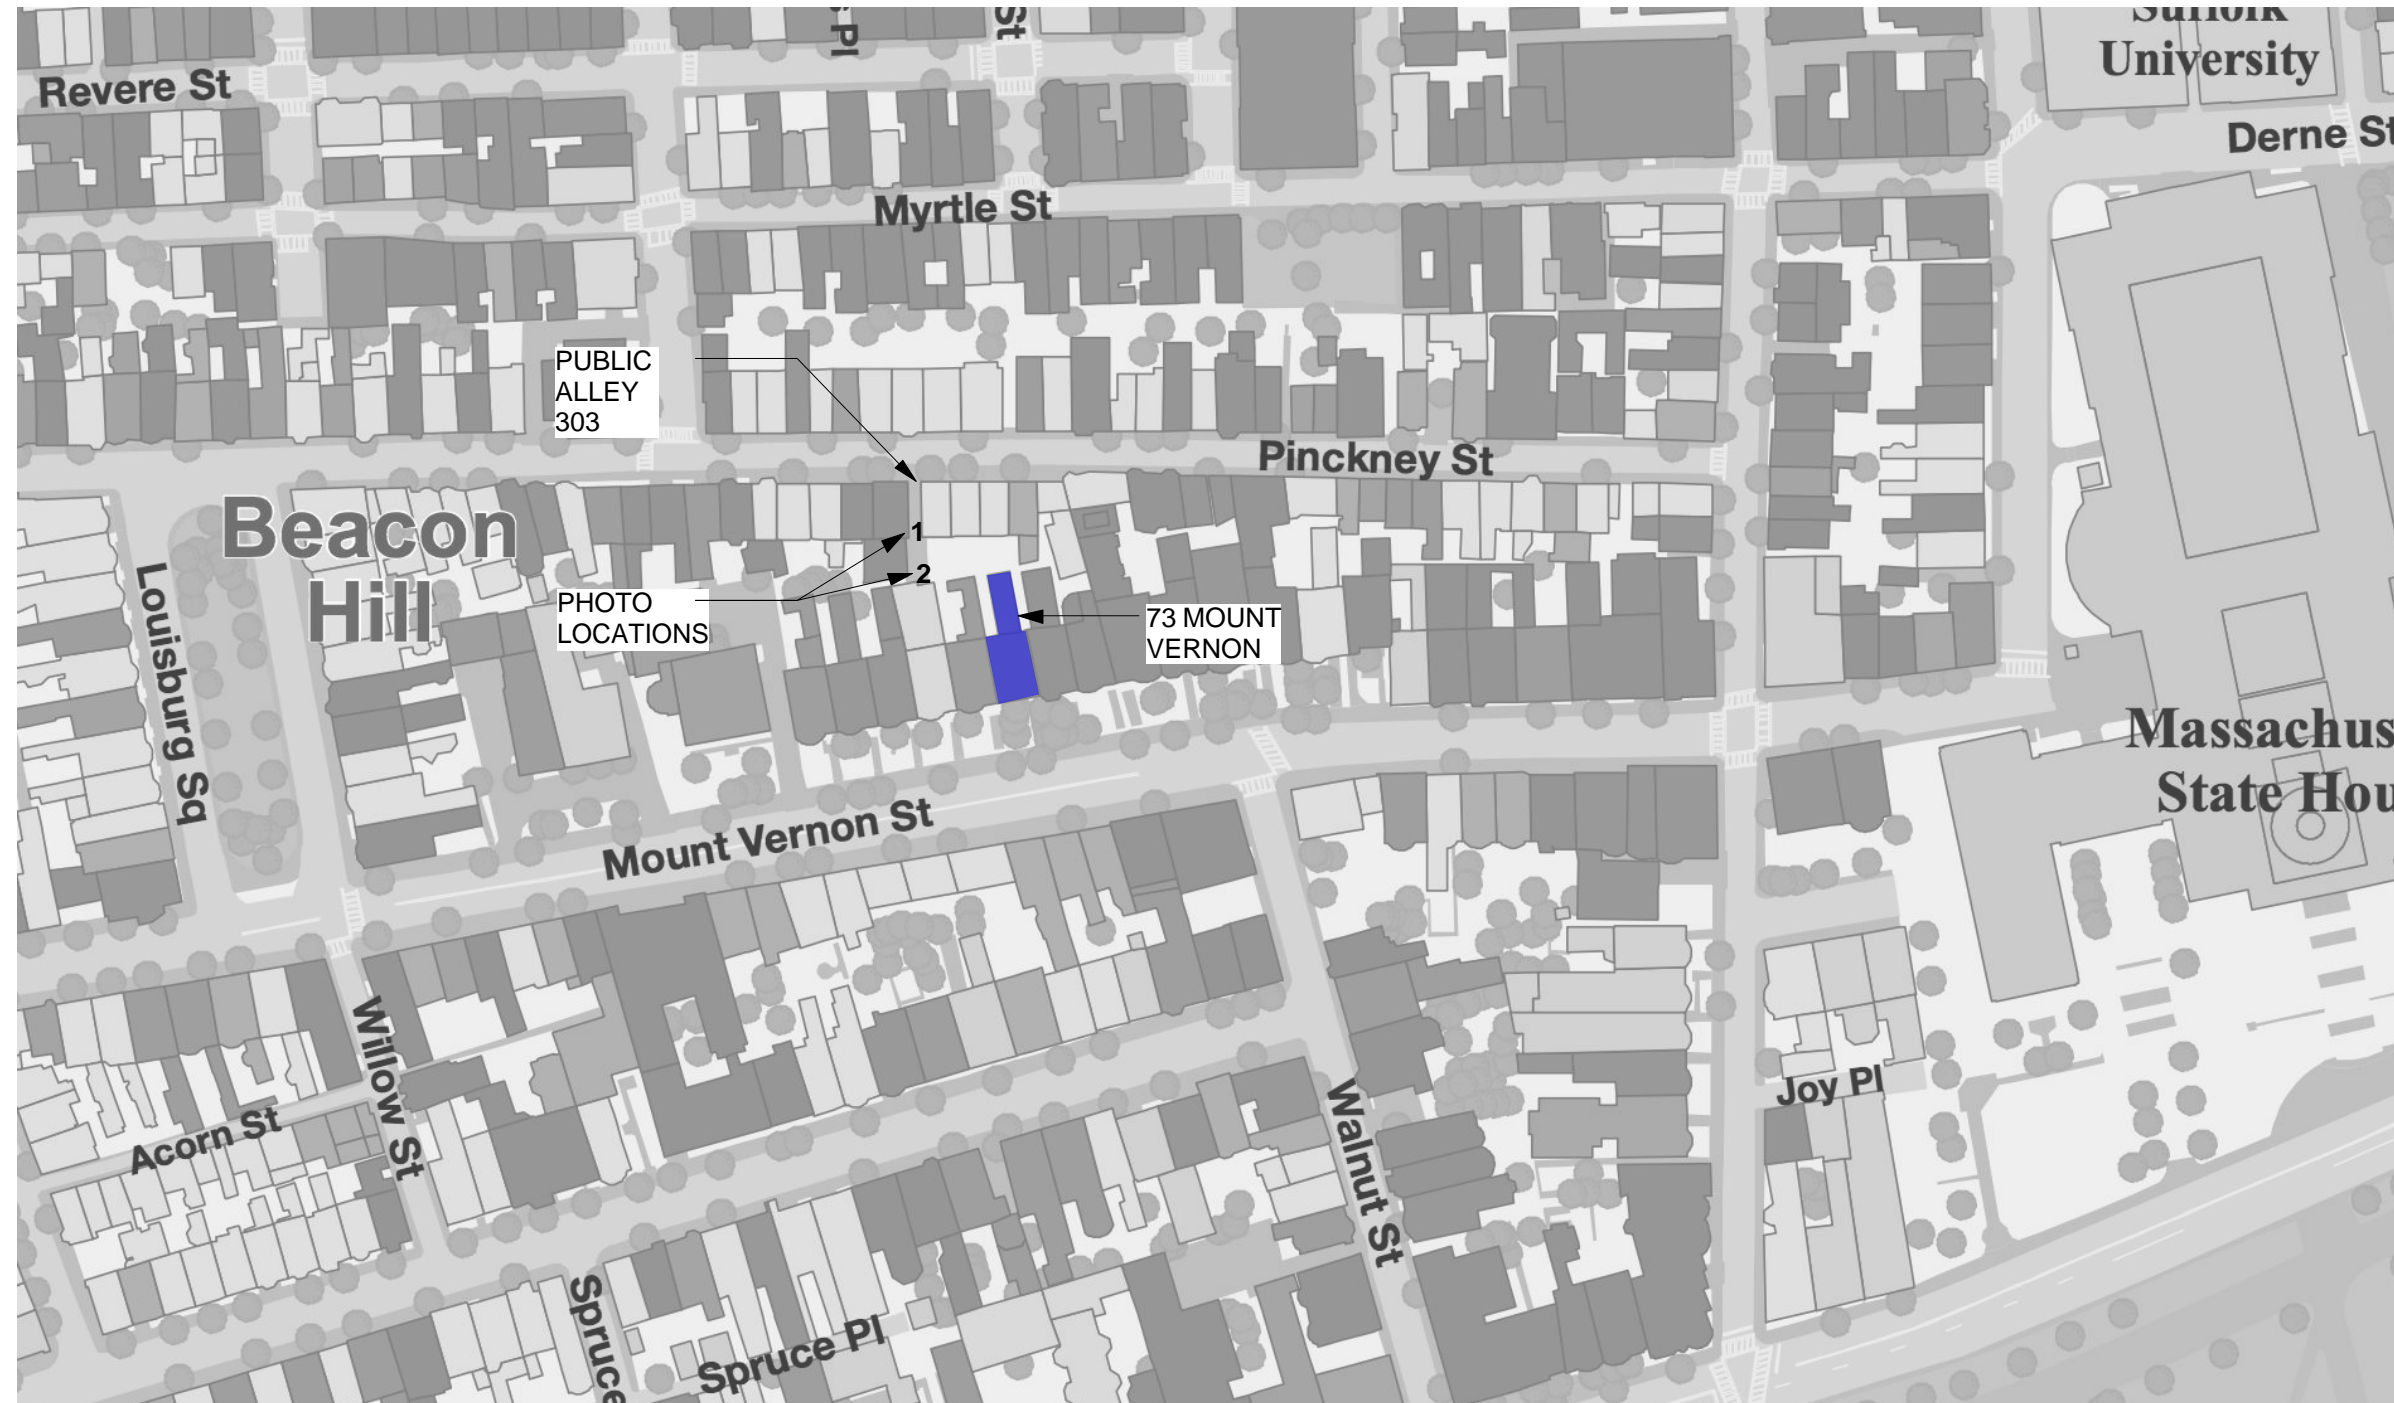 Suffolk
University
St
Revere St
Derne St
Myrtle St
PUBLIC
ALLEY
303
Pinckney St
Beacon
Hill
1
2
PHOTO
LOCATIONS
73 MOUNT
VERNON
Louisburg Sq
Massachus
State Hou
Mount Vernon St
Willow St
Acorn St
Joy Pl
Walnut St
Spruce
Spruce Pl